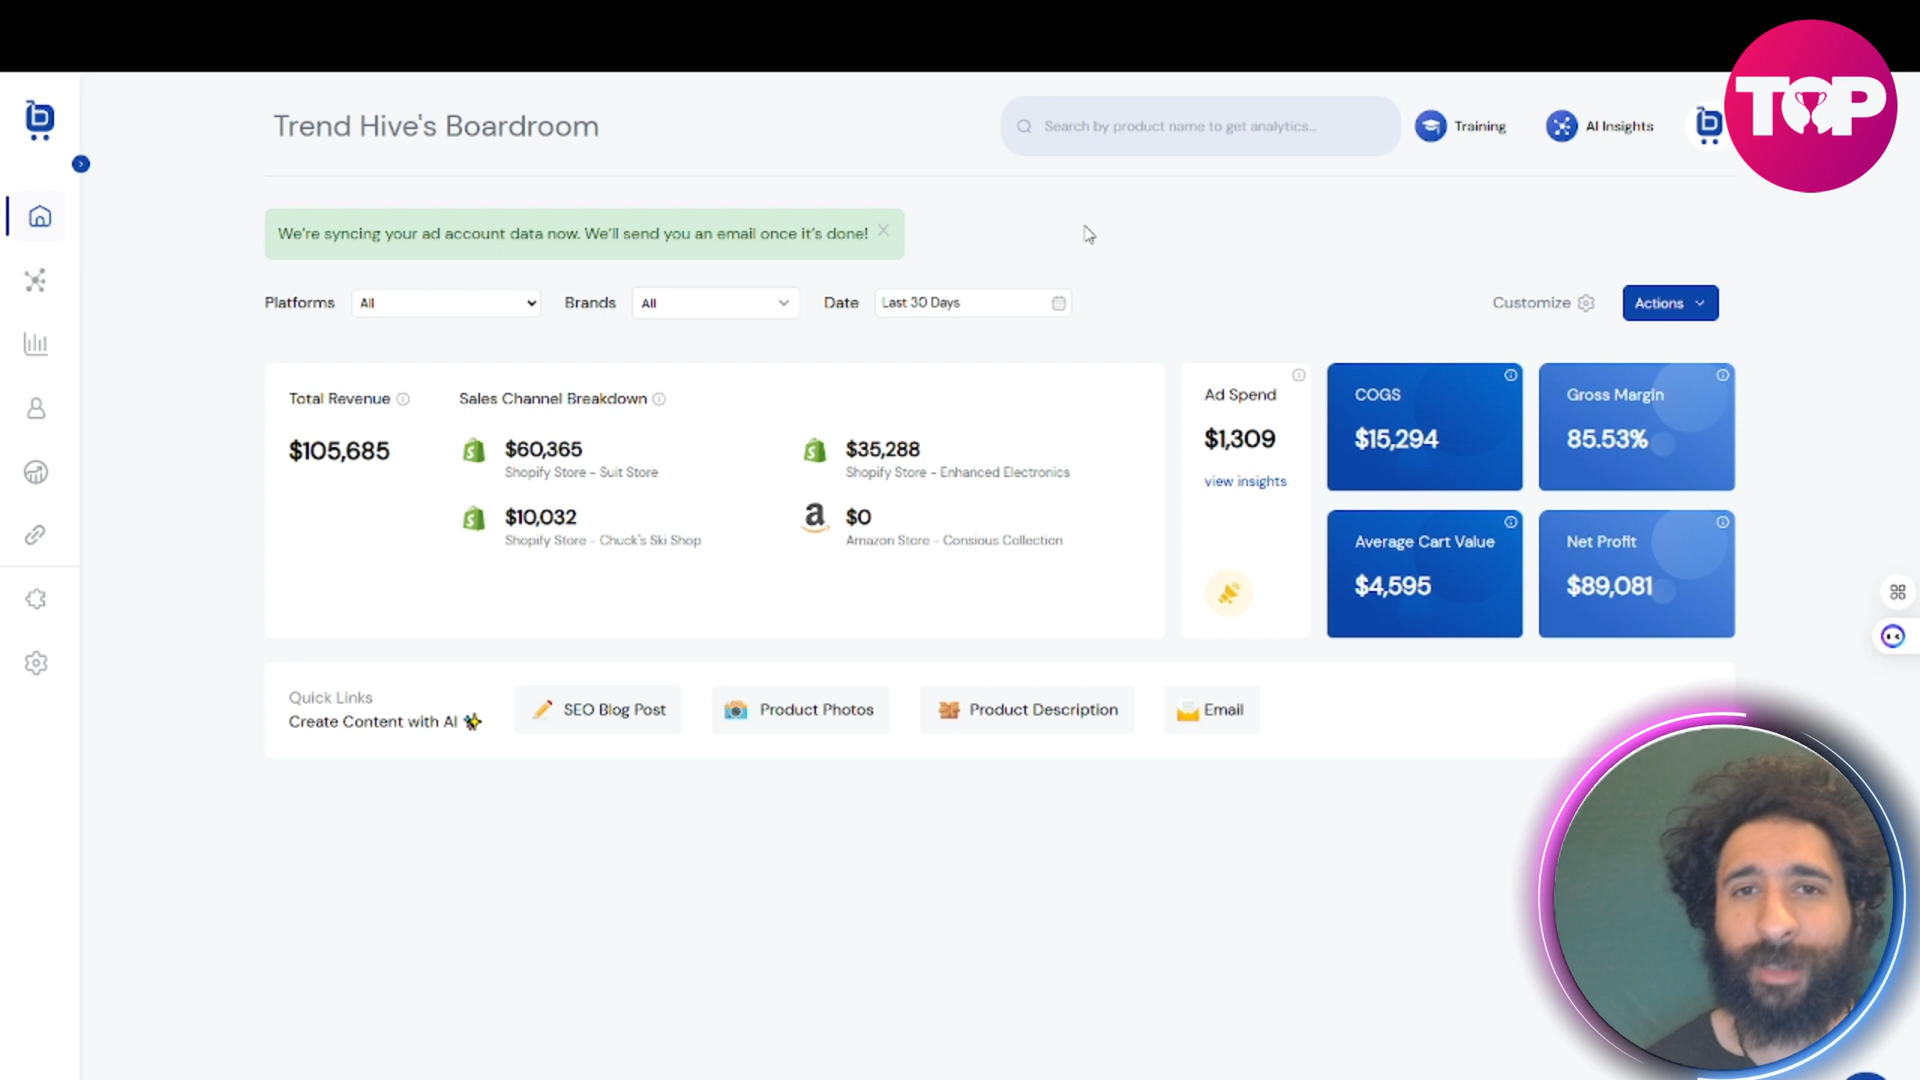 TOP
Trend Hive's Boardroom
Search by product name to get analytics...
Training
AI Insights
We're syncing your ad account data now. We'll send you an email once it's done!
Platforms
All
Brands
All
Date
Last 30 Days
Customize
Actions
Total Revenue
$105,685
Sales Channel Breakdown
$60,365
Shopify Store - Suit Store
$35,288
Shopify Store - Enhanced Electronics
$10,032
Shopify Store - Chuck's Ski Shop
$0
Amazon Store - Consious Collection
Ad Spend
$1,309
view insights
COGS
$15,294
Gross Margin
85.53%
Average Cart Value
$4,595
Net Profit
$89,081
Quick Links
Create Content with AI
SEO Blog Post
Product Photos
Product Description
Email